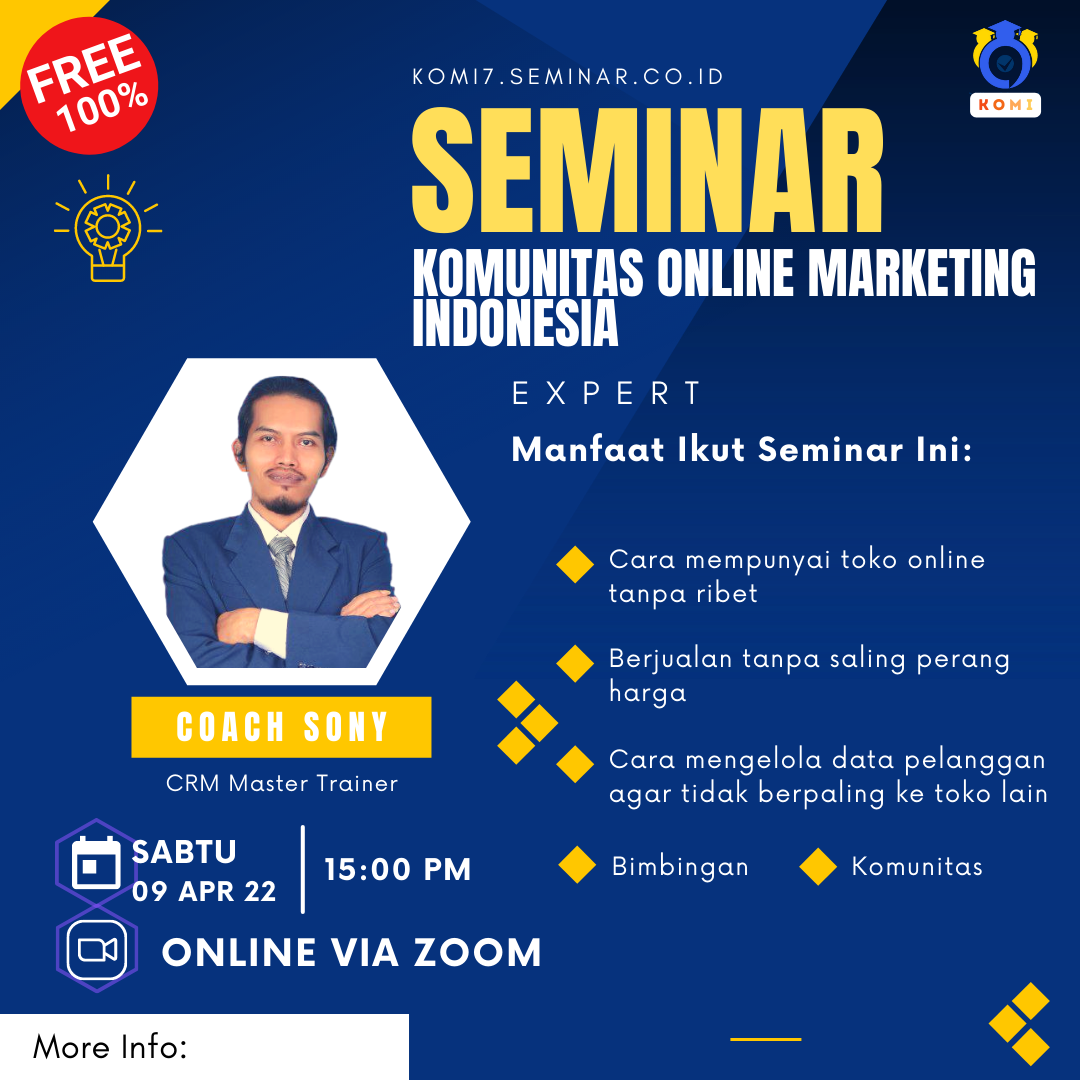 FREE
100%
KOMI7.SEMINAR.CO.ID
KOMI
SEMINAR
KOMUNITAS ONLINE MARKETING
INDONESIA
EXPERT
Manfaat Ikut Seminar Ini:
Cara mempunyai toko online
tanpa ribet
Berjualan tanpa saling perang
harga
Cara mengelola data pelanggan
agar tidak berpaling ke toko lain
Bimbingan
Komunitas
COACH SONY
CRM Master Trainer
SABTU
09 APR 22
15:00 PM
ONLINE VIA ZOOM
More Info: